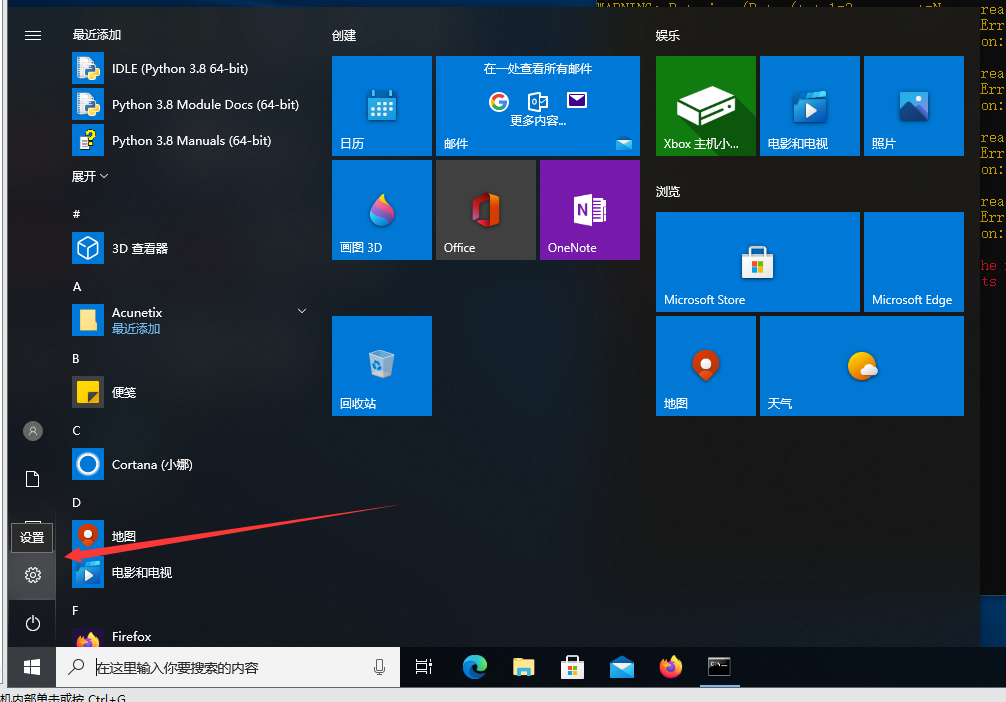 WARNING: Retrying (Retry(total=2,
最近添加
IDLE (Python 3.8 64-bit)
Python 3.8 Module Docs (64-bit)
Python 3.8 Manuals (64-bit)
展开
#
3D 查看器
A
Acunetix
最近添加
B
便笺
C
Cortana (小娜)
D
地图
电影和电视
F
Firefox
设置
创建
日历
在一处查看所有邮件
更多内容...
邮件
画图 3D
Office
OneNote
回收站
娱乐
Xbox 主机小...
电影和电视
照片
浏览
Microsoft Store
Microsoft Edge
地图
天气
rea
Err
on:
rea
Err
on:
rea
Err
on:
rea
Err
on:
he
ts
在这里输入你要搜索的内容
机内部单击或按 Ctrl+G